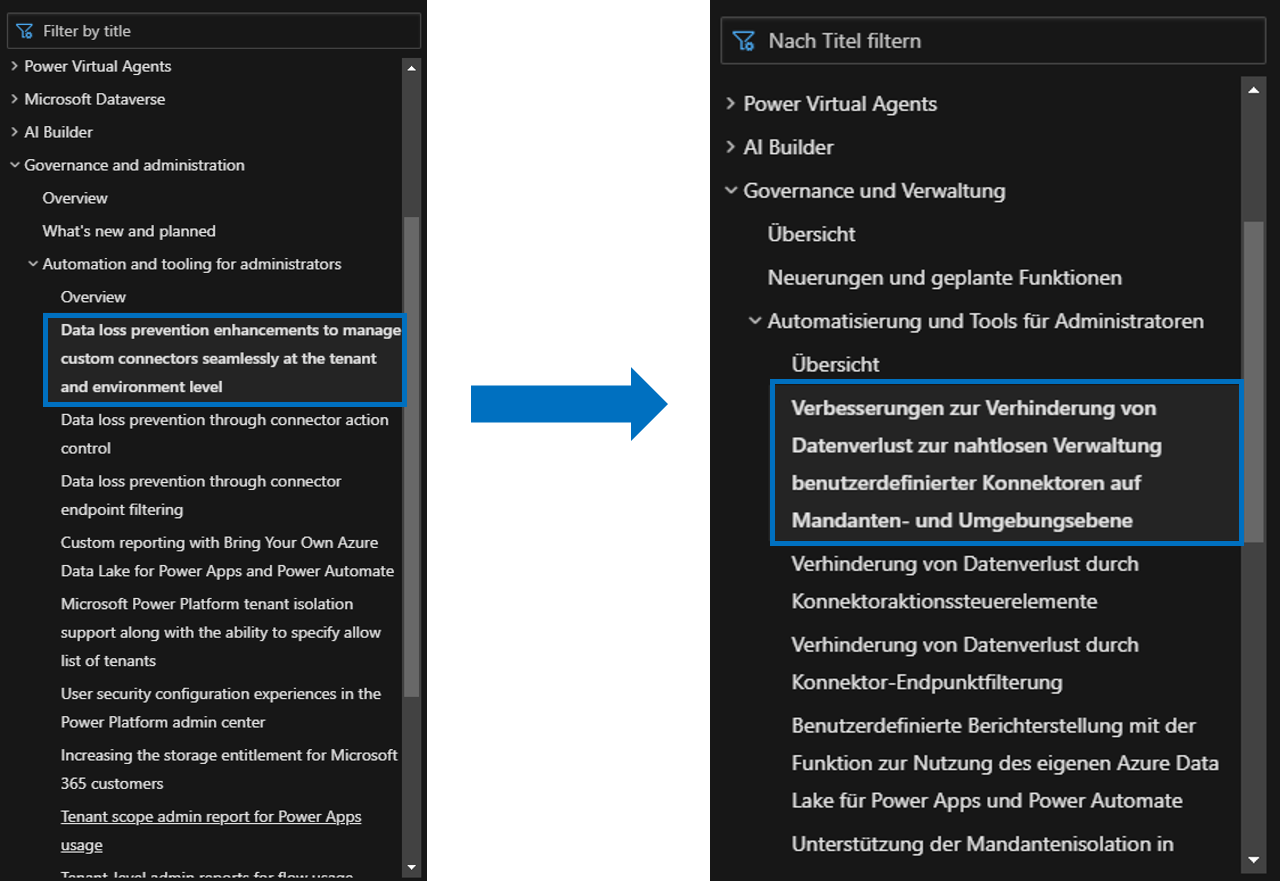 Filter by title
Power Virtual Agents
Microsoft Dataverse
AI Builder
Governance and administration
Overview
What's new and planned
Automation and tooling for administrators
Overview
Data loss prevention enhancements to manage
custom connectors seamlessly at the tenant
and environment level
Data loss prevention through connector action
control
Data loss prevention through connector
endpoint filtering
Custom reporting with Bring Your Own Azure
Data Lake for Power Apps and Power Automate
Microsoft Power Platform tenant isolation
support along with the ability to specify allow
list of tenants
User security configuration experiences in the
Power Platform admin center
Increasing the storage entitlement for Microsoft
365 customers
Tenant scope admin report for Power Apps
usage
Tenant-level admin reports for flow usage
Nach Titel filtern
Power Virtual Agents
AI Builder
Governance und Verwaltung
Übersicht
Neuerungen und geplante Funktionen
Automatisierung und Tools für Administratoren
Übersicht
Verbesserungen zur Verhinderung von
Datenverlust zur nahtlosen Verwaltung
benutzerdefinierter Konnektoren auf
Mandanten- und Umgebungsebene
Verhinderung von Datenverlust durch
Konnektoraktionssteuerelemente
Verhinderung von Datenverlust durch
Konnektor-Endpunktfilterung
Benutzerdefinierte Berichterstellung mit der
Funktion zur Nutzung des eigenen Azure Data
Lake für Power Apps und Power Automate
Unterstützung der Mandantenisolation in